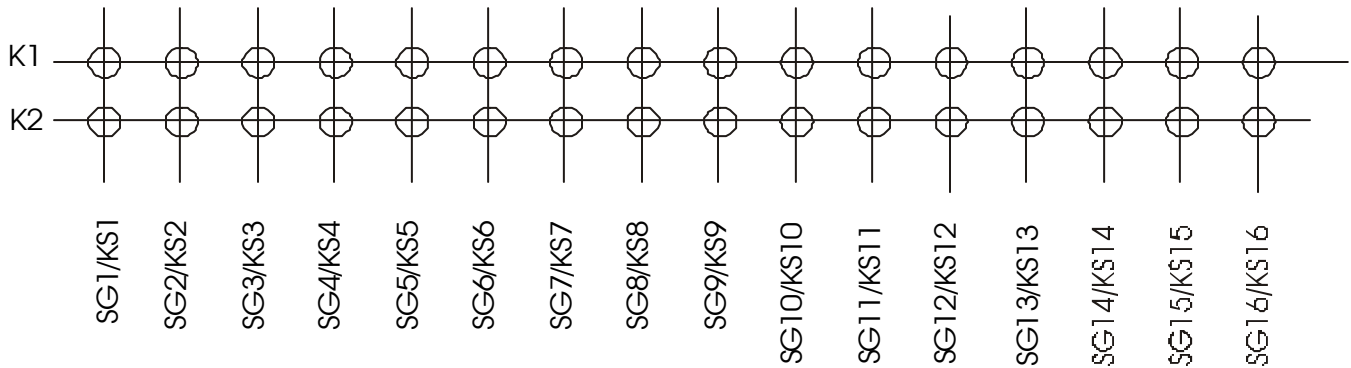 K1
K2
SG1/KS1
SG2/KS2
SG3/KS3
SG4/KS4
SG5/KS5
SG6/KS6
SG7/KS7
SG8/KS8
SG9/KS9
SG10/KS10
SG11/KS11
SG12/KS12
SG13/KS13
SG14/KS14
SG15/KS15
SG16/KS16